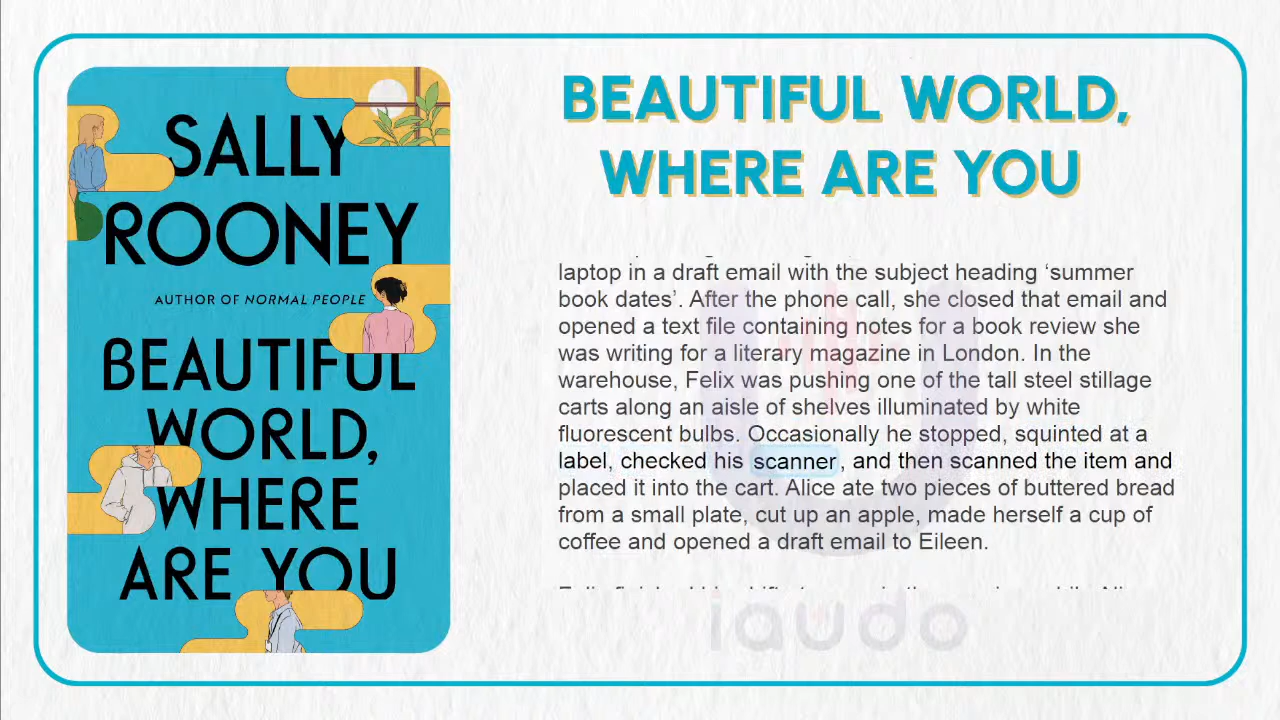 SALLY
ROONEY
AUTHOR OF NORMAL PEOPLE
BEAUTIFUL
WORLD,
WHERE
ARE YOU
BEAUTIFUL WORLD,
WHERE ARE YOU
laptop in a draft email with the subject heading ‘summer
book dates’. After the phone call, she closed that email and
opened a text file containing notes for a book review she
was writing for a literary magazine in London. In the
warehouse, Felix was pushing one of the tall steel stillage
carts along an aisle of shelves illuminated by white
fluorescent bulbs. Occasionally he stopped, squinted at a
label, checked his scanner, and then scanned the item and
placed it into the cart. Alice ate two pieces of buttered bread
from a small plate, cut up an apple, made herself a cup of
coffee and opened a draft email to Eileen.
iaudo